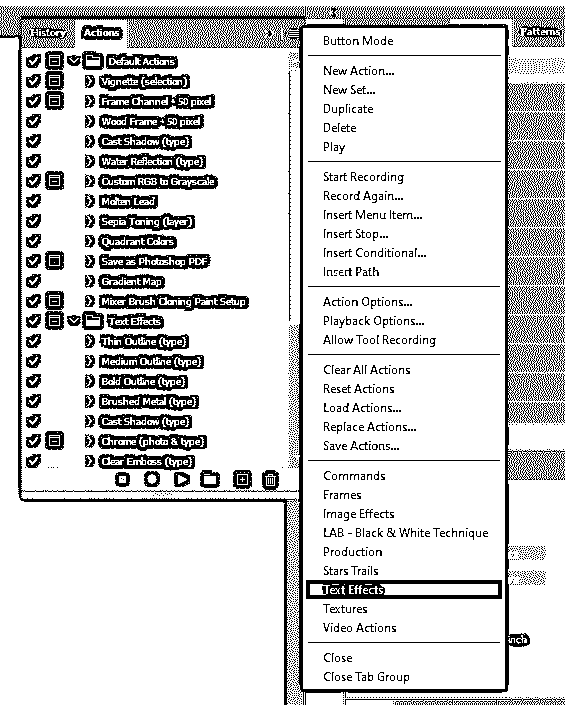 History
Actions
Default Actions
Vignette (selection)
Frame Channel - 50 pixel
Wood Frame - 50 pixel
Cast Shadow (type)
Water Reflection (type)
Custom RGB to Grayscale
Molten Lead
Sepia Toning (layer)
Quadrant Colors
Save as Photoshop PDF
Gradient Map
Mixer Brush Cloning Paint Setup
Text Effects
Thin Outline (type)
Medium Outline (type)
Bold Outline (type)
Brushed Metal (type)
Cast Shadow (type)
Chrome (photo & type)
Clear Emboss (type)
Button Mode
New Action...
New Set...
Duplicate
Delete
Play
Start Recording
Record Again...
Insert Menu Item...
Insert Stop...
Insert Conditional...
Insert Path
Action Options...
Playback Options...
Allow Tool Recording
Clear All Actions
Reset Actions
Load Actions...
Replace Actions...
Save Actions...
Commands
Frames
Image Effects
LAB - Black & White Technique
Production
Stars Trails
Text Effects
Textures
Video Actions
Close
Close Tab Group
Patterns